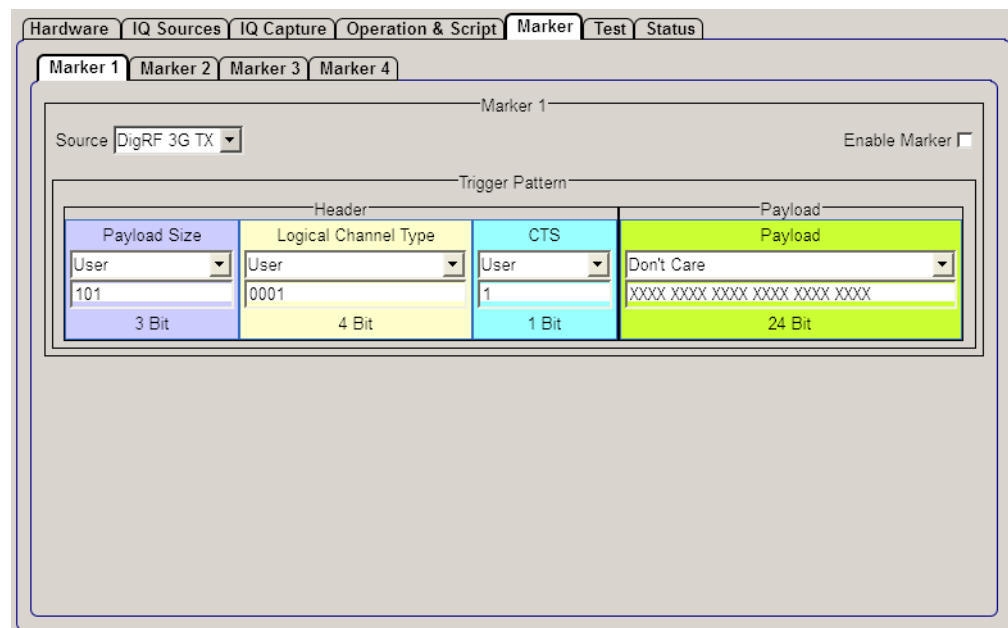 Hardware IQ Sources IQ Capture Operation & Script Marker Test Status
Marker 1 Marker 2 Marker 3 Marker 4
Marker 1
Source DigRF 3G TX Enable Marker
Trigger Pattern
Header Payload
Payload Size Logical Channel Type CTS Payload
User User User Don't Care
101 0001 1 XXXX XXXX XXXX XXXX XXXX XXXX
3 Bit 4 Bit 1 Bit 24 Bit